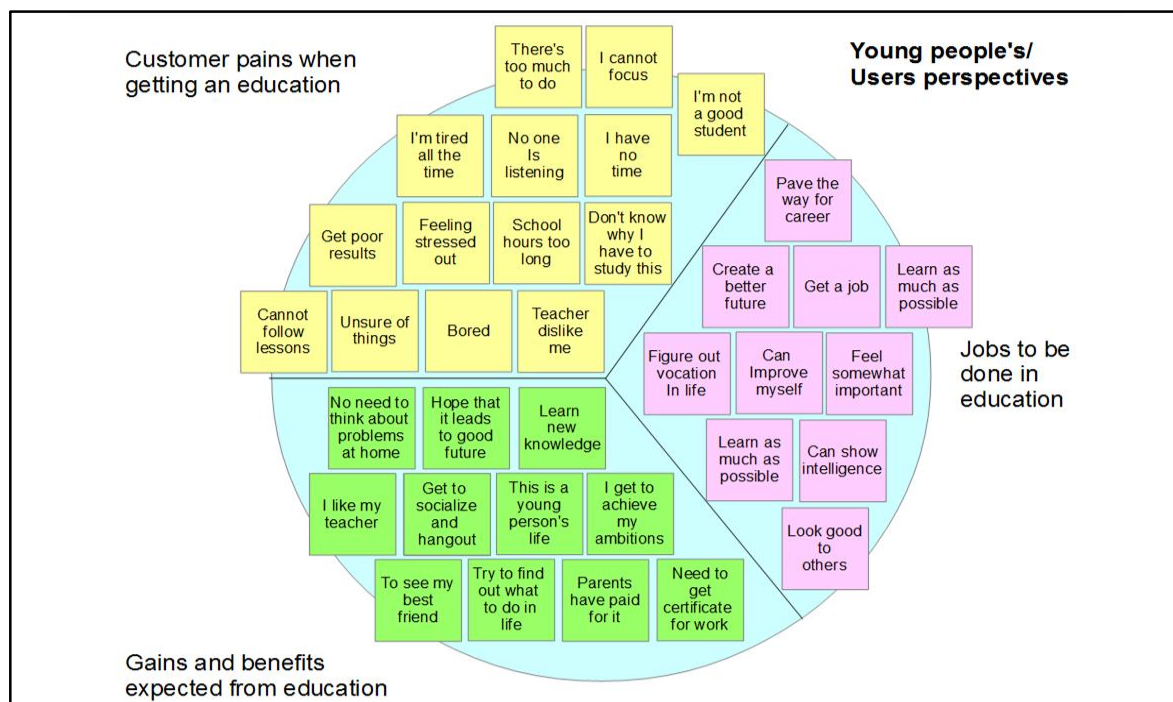 Customer pains when
getting an education
Young people's/
Users perspectives
There's
too much
to do
I cannot
focus
I'm not
a good
student
I'm tired
all the
time
No one
Is
listening
I have
no
time
Get poor
results
Feeling
stressed
out
School
hours too
long
Don't know
why I
have to
study this
Cannot
follow
lessons
Unsure of
things
Bored
Teacher
dislike
me
Pave the
way for
career
Create a
better
future
Get a job
Learn as
much as
possible
Figure out
vocation
In life
Can
Improve
myself
Feel
somewhat
important
Learn as
much as
possible
Can show
intelligence
Look good
to
others
Jobs to be
done in
education
No need to
think about
problems
at home
Hope that
it leads
to good
future
Learn
new
knowledge
I like my
teacher
Get to
socialize
and
hangout
This is a
young
person's
life
I get to
achieve
my
ambitions
To see my
best
friend
Try to find
out what
to do in
life
Parents
have paid
for it
Need to
get
certificate
for work
Gains and benefits
expected from education